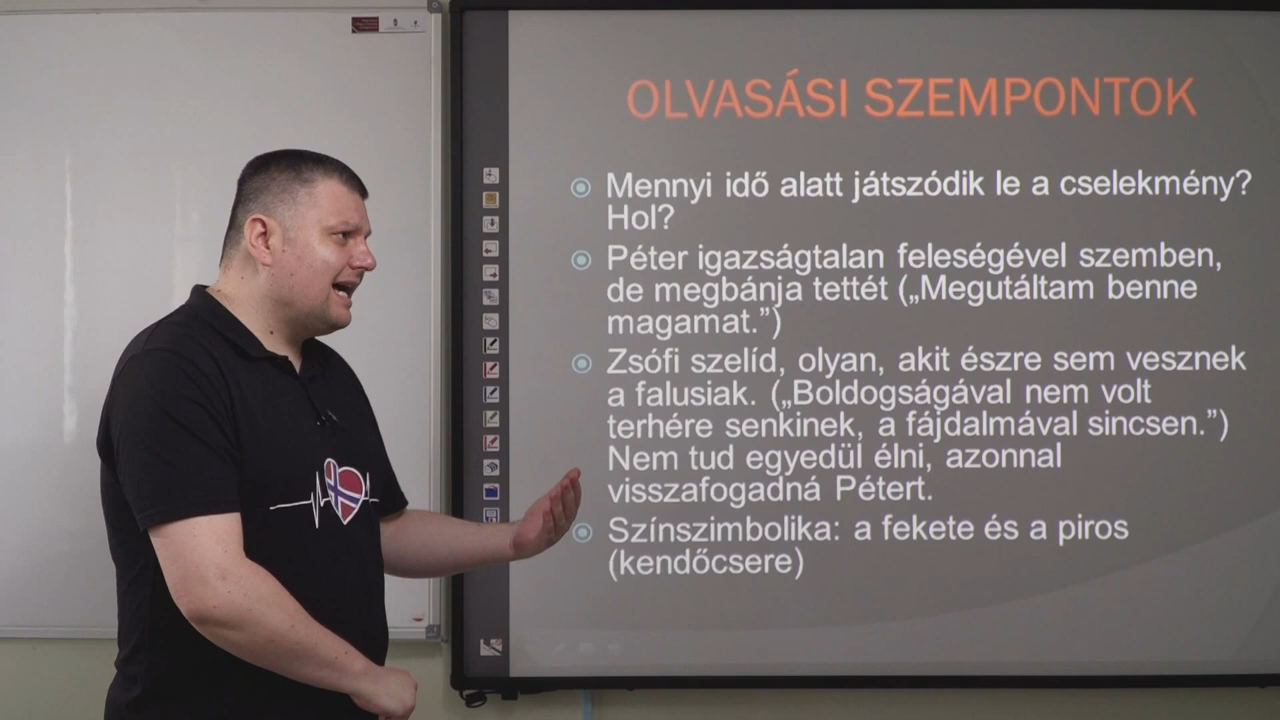 OLVASÁSI SZEMPONTOK
Mennyi idő alatt játszódik le a cselekmény?
Hol?
Péter igazságtalan feleségével szemben,
de megbánja tettét („Megutáltam benne
magamat.”)
Zsófi szelíd, olyan, akit észre sem vesznek
a falusiak. („Boldogságával nem volt
terhére senkinek, a fájdalmával sincsen.”)
Nem tud egyedül élni, azonnal
visszafogadná Pétert.
Színszimbolika: a fekete és a piros
(kendőcsere)